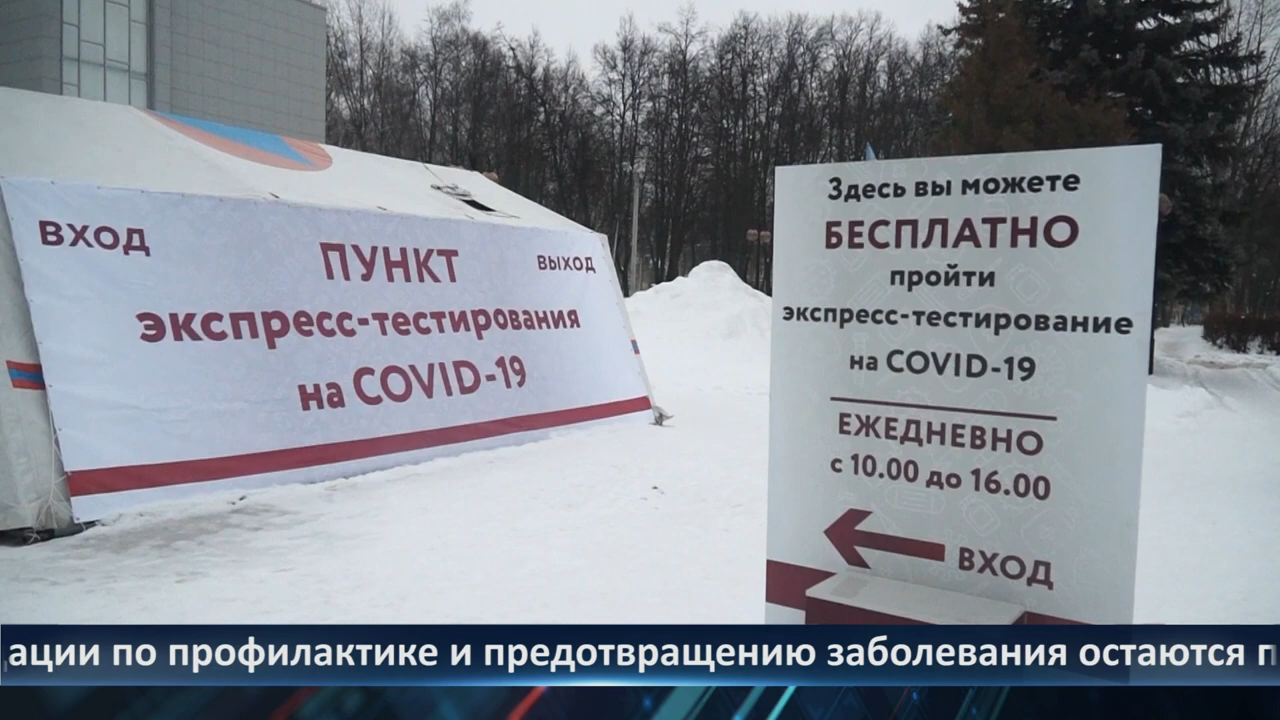 ВХОД
ВЫХОД
ПУНКТ
экспресс-тестирования
на COVID-19
Здесь вы можете
БЕСПЛАТНО
пройти
экспресс-тестирование
на COVID-19
ЕЖЕДНЕВНО
с 10.00 до 16.00
ВХОД
ации по профилактике и предотвращению заболевания остаются п